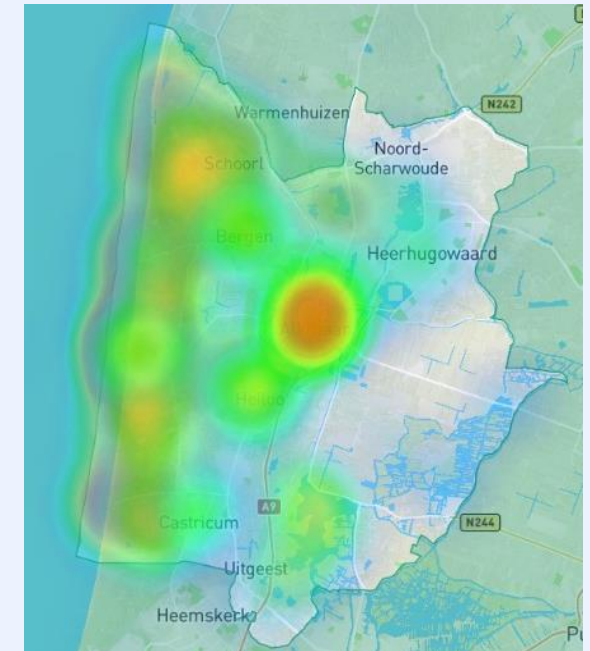 N242
Warmenhuizen
Noord-
Scharwoude
Schoorl
Bergen
Heerhugowaard
Heiloo
A9
Castricum
N244
Uitgeest
Heemskerk